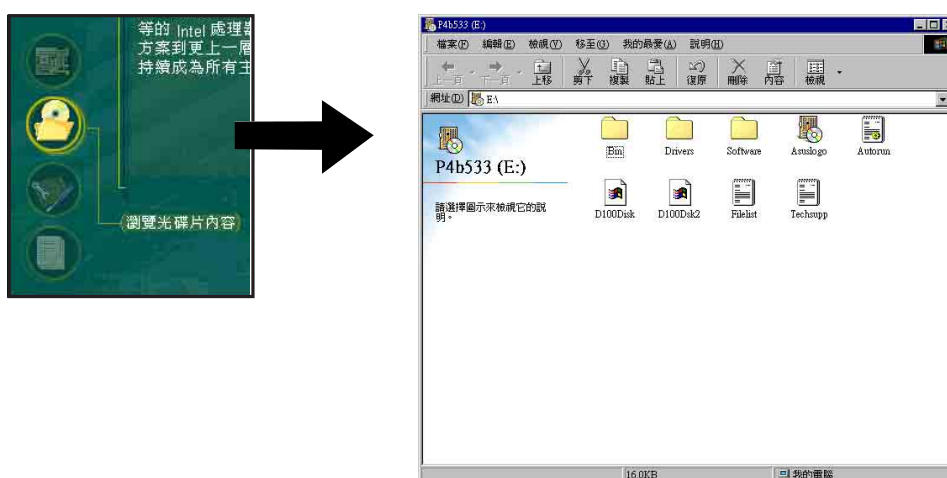 等的 Intel 處理器
方案到更上一層
持續成為所有主
瀏覽光碟片內容
P4b533 (E:)
檔案(F) 編輯(E) 檢視(V) 移至(G) 我的最愛(A) 說明(H)
上一頁 下一頁 上移 剪下 複製 貼上 復原 刪除 內容 檢視
網址(D) E:\
P4b533 (E:)
請選擇圖示來檢視它的說
明。
Bin Drivers Software Asuslogo Autorun
D100Disk D100Dsk2 Filelist Techsupp
16.0KB 我的電腦